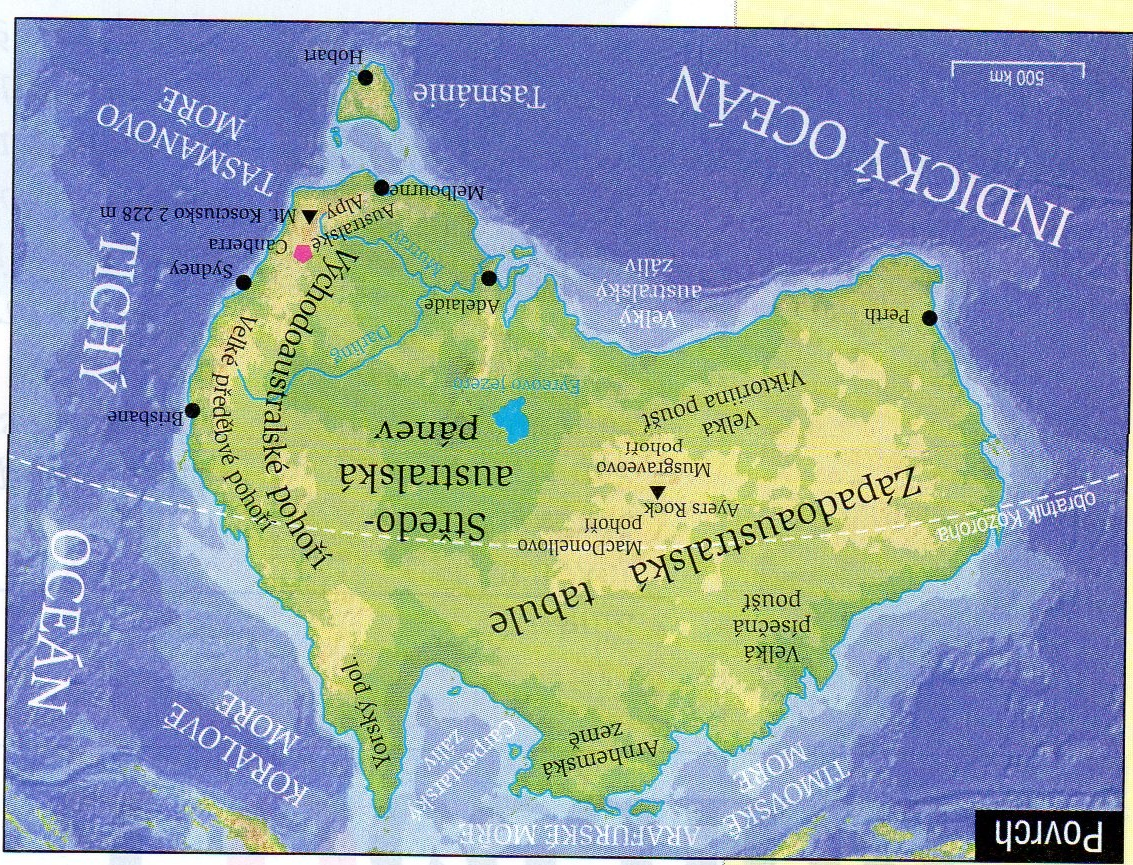 Povrch
ARAFURSKÉ MOŘE
TIMOVSKÉ
MOŘE
Carpentarský
záliv
KORÁLOVÉ
MOŘE
Arnhemská
země
Yorský pol.
Velká
písečná
poušť
TICHÝ
OCEÁN
Západoaustralská tabule
MacDonellovo
pohoří
Ayers Rock
Musgraveovo
pohoří
obratník Kozoroha
Středo-
australská
pánev
Velké předělové pohoří
Východoaustralské pohoří
Velká
Viktoriina poušť
Eyreovo jezero
Brisbane
Darling
Perth
Velký
australský
záliv
Adelaide
Murray
Sydney
Canberra
Australské
Alpy
Mt. Kosciusko 2 228 m
Melbourne
TASMANOVO
MOŘE
INDICKÝ OCEÁN
Tasmánie
Hobart
500 km